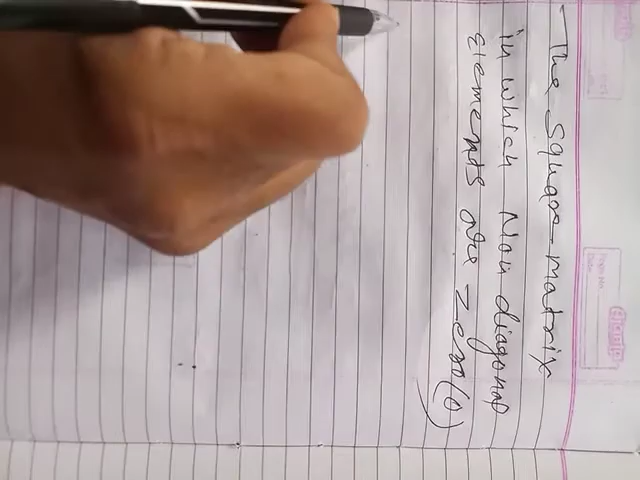 The square matrix
in which Non diagonal
elements are zero(0)